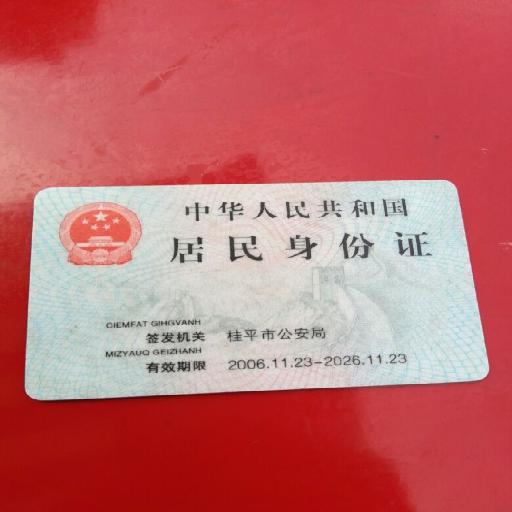 中华人民共和国
居民身份证
CIEMFAT GIHGVANH
签发机关 桂平市公安局
MIZYAUQ GEIZHANH
有效期限 2006.11.23-2026.11.23